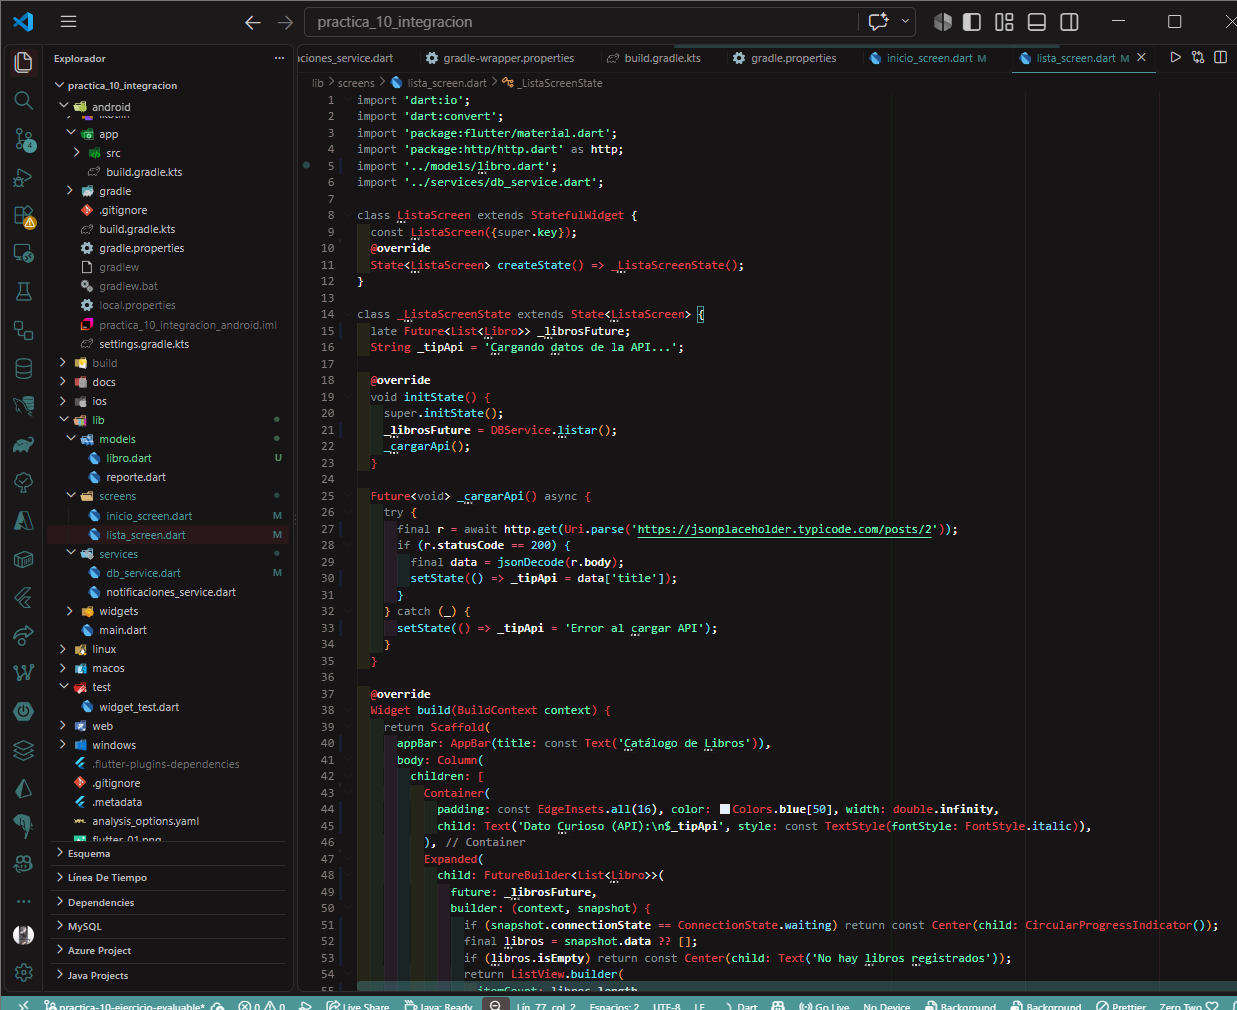 practica_10_integracion
Explorador
practica_10_integracion
android
app
src
build.gradle.kts
gradle
.gitignore
build.gradle.kts
gradle.properties
gradlew
gradlew.bat
local.properties
practica_10_integracion_android.iml
settings.gradle.kts
build
docs
ios
lib
models
libro.dart U
reporte.dart
screens
inicio_screen.dart M
lista_screen.dart M
services
db_service.dart M
notificaciones_service.dart
widgets
main.dart
linux
macos
test
widget_test.dart
web
windows
.flutter-plugins-dependencies
.gitignore
.metadata
analysis_options.yaml
flutter_01.png
Esquema
Línea De Tiempo
Dependencies
MySQL
Azure Project
Java Projects
4
aciones_service.dart gradle-wrapper.properties build.gradle.kts gradle.properties inicio_screen.dart M lista_screen.dart M
lib > screens > lista_screen.dart > _ListaScreenState
1 import 'dart:io';
2 import 'dart:convert';
3 import 'package:flutter/material.dart';
4 import 'package:http/http.dart' as http;
5 import '../models/libro.dart';
6 import '../services/db_service.dart';
7
8 class ListaScreen extends StatefulWidget {
9 const ListaScreen({super.key});
10 @override
11 State<ListaScreen> createState() => _ListaScreenState();
12 }
13
14 class _ListaScreenState extends State<ListaScreen> {
15 late Future<List<Libro>> _librosFuture;
16 String _tipApi = 'Cargando datos de la API...';
17
18 @override
19 void initState() {
20 super.initState();
21 _librosFuture = DBService.listar();
22 _cargarApi();
23 }
24
25 Future<void> _cargarApi() async {
26 try {
27 final r = await http.get(Uri.parse('https://jsonplaceholder.typicode.com/posts/2'));
28 if (r.statusCode == 200) {
29 final data = jsonDecode(r.body);
30 setState(() => _tipApi = data['title']);
31 }
32 } catch (_) {
33 setState(() => _tipApi = 'Error al cargar API');
34 }
35 }
36
37 @override
38 Widget build(BuildContext context) {
39 return Scaffold(
40 appBar: AppBar(title: const Text('Catálogo de Libros')),
41 body: Column(
42 children: [
43 Container(
44 padding: const EdgeInsets.all(16), color: Colors.blue[50], width: double.infinity,
45 child: Text('Dato Curioso (API):\n$_tipApi', style: const TextStyle(fontStyle: FontStyle.italic)),
46 ), // Container
47 Expanded(
48 child: FutureBuilder<List<Libro>>(
49 future: _librosFuture,
50 builder: (context, snapshot) {
51 if (snapshot.connectionState == ConnectionState.waiting) return const Center(child: CircularProgressIndicator());
52 final libros = snapshot.data ?? [];
53 if (libros.isEmpty) return const Center(child: Text('No hay libros registrados'));
54 return ListView.builder(
55 itemCount: libros.length
practica-10-ejercicio-evaluable* 0 0 Live Share Java: Ready Lín. 77, col. 2 Espacios: 2 UTF-8 LF Dart Go Live No Device Background Background Prettier Zero Two